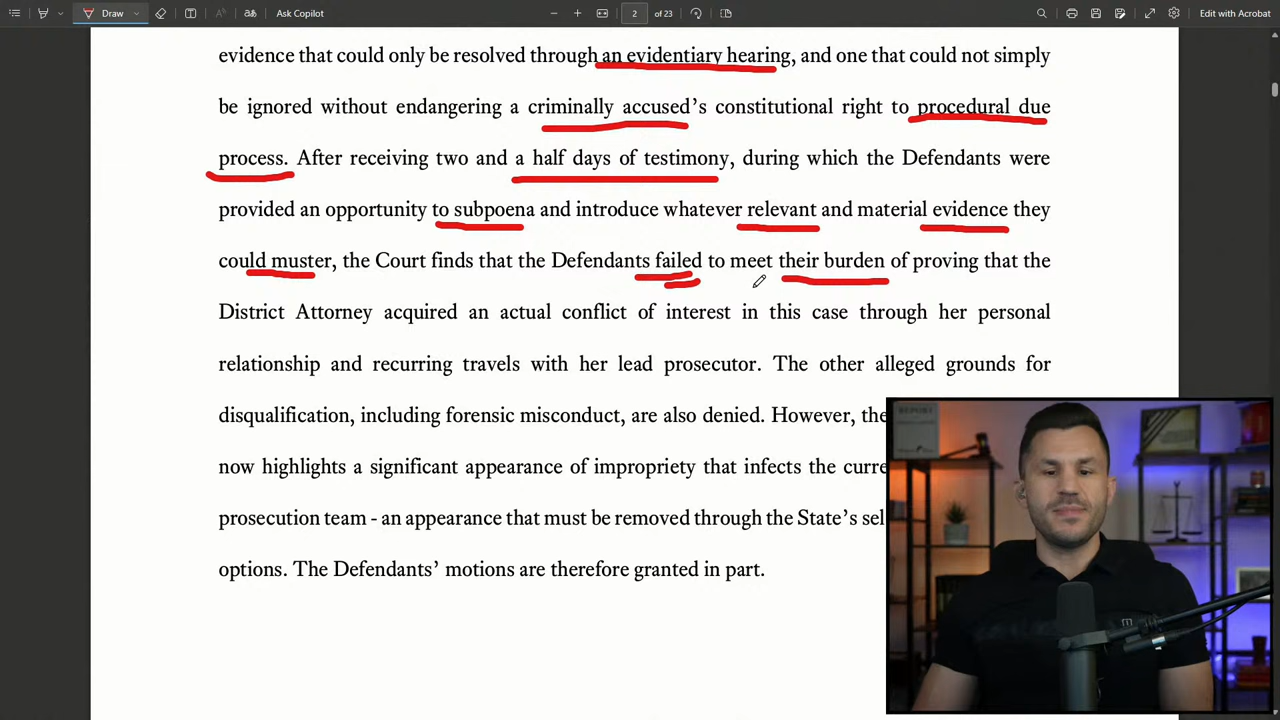 Draw
Ask Copilot
2 of 23
Edit with Acrobat
evidence that could only be resolved through an evidentiary hearing, and one that could not simply
be ignored without endangering a criminally accused's constitutional right to procedural due
process. After receiving two and a half days of testimony, during which the Defendants were
provided an opportunity to subpoena and introduce whatever relevant and material evidence they
could muster, the Court finds that the Defendants failed to meet their burden of proving that the
District Attorney acquired an actual conflict of interest in this case through her personal
relationship and recurring travels with her lead prosecutor. The other alleged grounds for
disqualification, including forensic misconduct, are also denied. However, the
now highlights a significant appearance of impropriety that infects the curre
prosecution team - an appearance that must be removed through the State's sel
options. The Defendants' motions are therefore granted in part.
REPORT